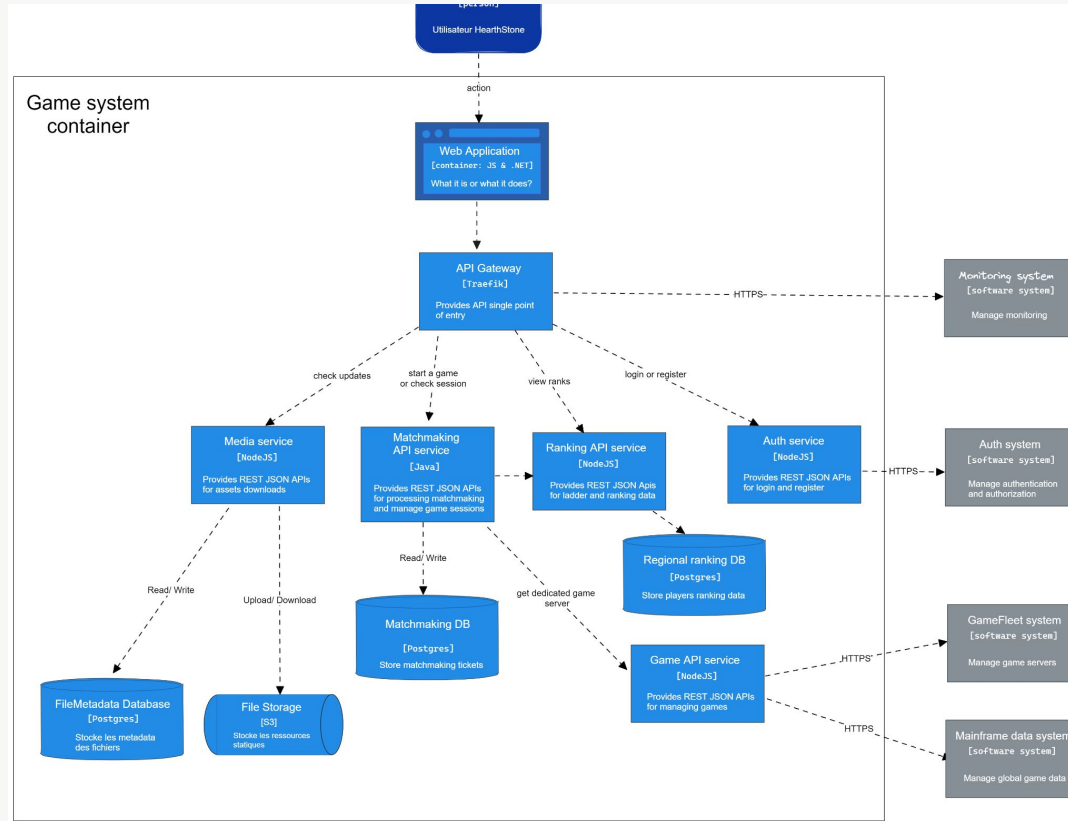 [person]
Utilisateur HearthStone
action
Game system
container
Web Application
[container: JS & .NET]
What it is or what it does?
API Gateway
[Traefik]
Provides API single point
of entry
HTTPS
Monitoring system
[software system]
Manage monitoring
check updates
start a game
or check session
view ranks
login or register
Media service
[NodeJS]
Provides REST JSON APIs
for assets downloads
Matchmaking
API service
[Java]
Provides REST JSON APIs
for processing matchmaking
and manage game sessions
Ranking API service
[NodeJS]
Provides REST JSON Apis
for ladder and ranking data
Auth service
[NodeJS]
Provides REST JSON APIs
for login and register
HTTPS
Auth system
[software system]
Manage authentication
and authorization
Regional ranking DB
[Postgres]
Store players ranking data
Read/ Write
Upload/ Download
Read/ Write
get dedicated game
server
Matchmaking DB
[Postgres]
Store matchmaking tickets
Game API service
[NodeJS]
Provides REST JSON APIs
for managing games
HTTPS
GameFleet system
[software system]
Manage game servers
HTTPS
Mainframe data system
[software system]
Manage global game data
FileMetadata Database
[Postgres]
Stocke les metadata
des fichiers
File Storage
[S3]
Stocke les ressources
statiques